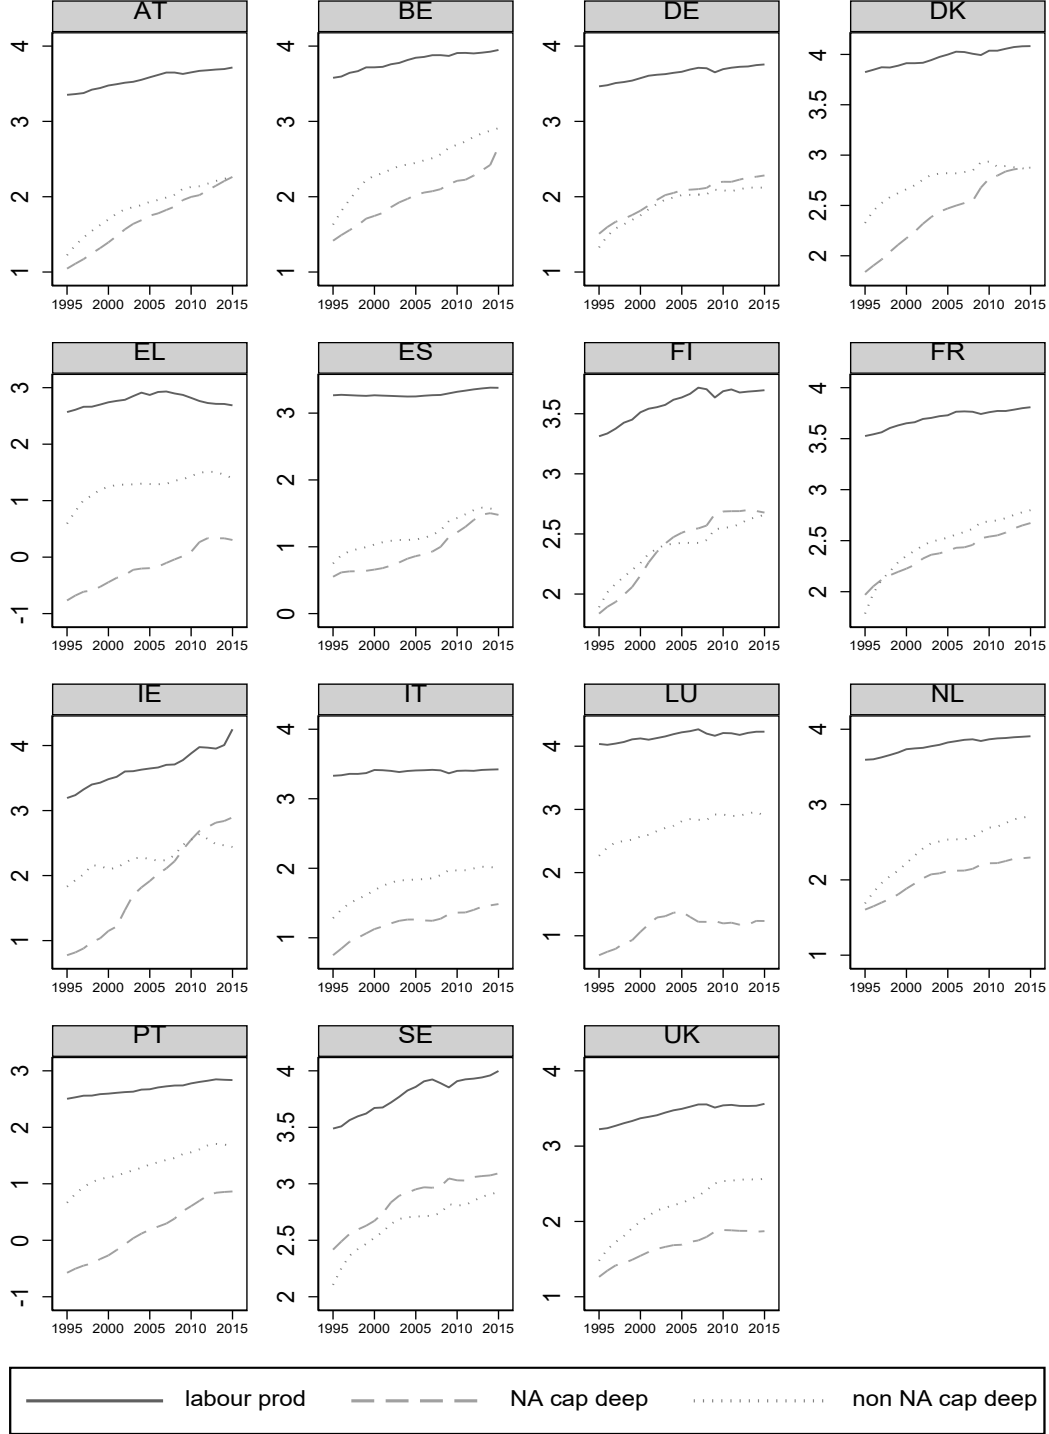 AT BE DE DK
4 4 4 4
3 3 3 3.5
2 2 2 3
1 1 1 2.5
2
1995 2000 2005 2010 2015 1995 2000 2005 2010 2015 1995 2000 2005 2010 2015 1995 2000 2005 2010 2015
EL ES FI FR
3 3 3.5 4
2 2 3 3.5
1 1 2.5 3
0 0 2 2.5
-1 2
1995 2000 2005 2010 2015 1995 2000 2005 2010 2015 1995 2000 2005 2010 2015 1995 2000 2005 2010 2015
IE IT LU NL
4 4 4 4
3 3 3 3
2 2 2 2
1 1 1 1
1995 2000 2005 2010 2015 1995 2000 2005 2010 2015 1995 2000 2005 2010 2015 1995 2000 2005 2010 2015
PT SE UK
3 4 4
2 3.5 3
1 3 2
0 2.5 1
-1 2
1995 2000 2005 2010 2015 1995 2000 2005 2010 2015 1995 2000 2005 2010 2015
labour prod NA cap deep non NA cap deep